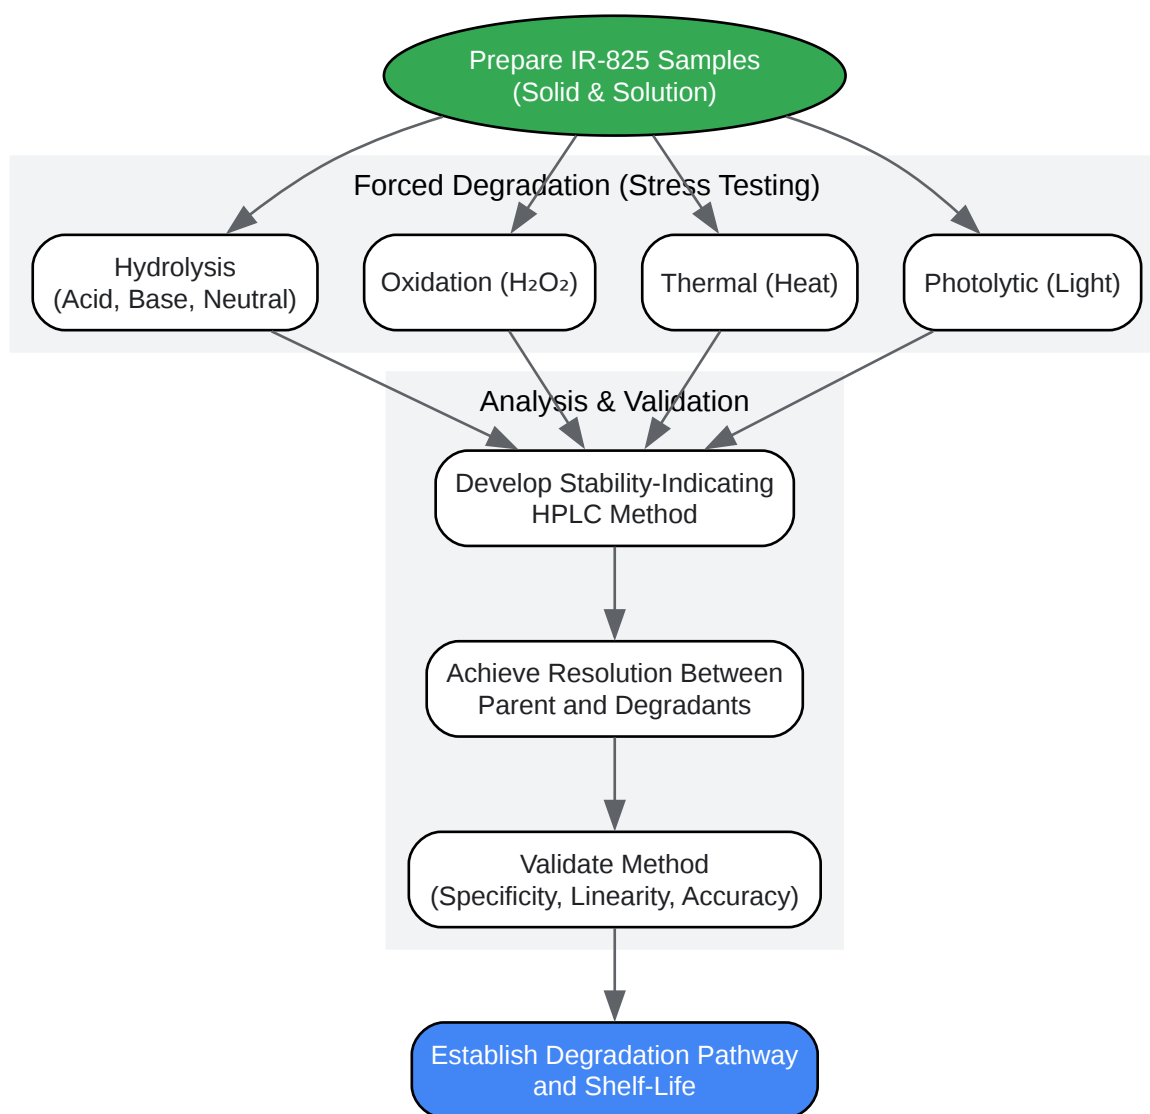 Prepare IR-825 Samples
(Solid & Solution)
Forced Degradation (Stress Testing)
Hydrolysis
(Acid, Base, Neutral)
Oxidation (H₂O₂)
Thermal (Heat)
Photolytic (Light)
Analysis & Validation
Develop Stability-Indicating
HPLC Method
Achieve Resolution Between
Parent and Degradants
Validate Method
(Specificity, Linearity, Accuracy)
Establish Degradation Pathway
and Shelf-Life